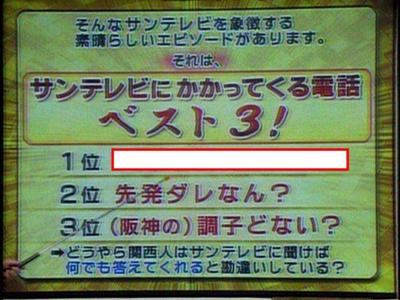 そんなサンテレビを象徴する
素晴らしいエピソードがあります。
それは、
サンテレビにかかってくる電話
ベスト3!
1位
2位 先発ダレなん?
3位 (阪神の)調子どない?
➡どうやら関西人はサンテレビに聞けば
何でも答えてくれると勘違いしている?